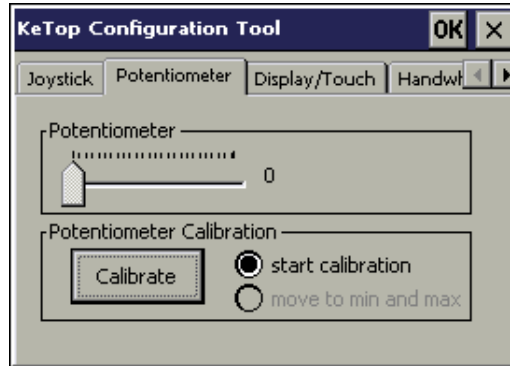 KeTop Configuration Tool OK ×
Joystick Potentiometer Display/Touch
Potentiometer
0
Potentiometer Calibration
Calibrate
start calibration
move to min and max